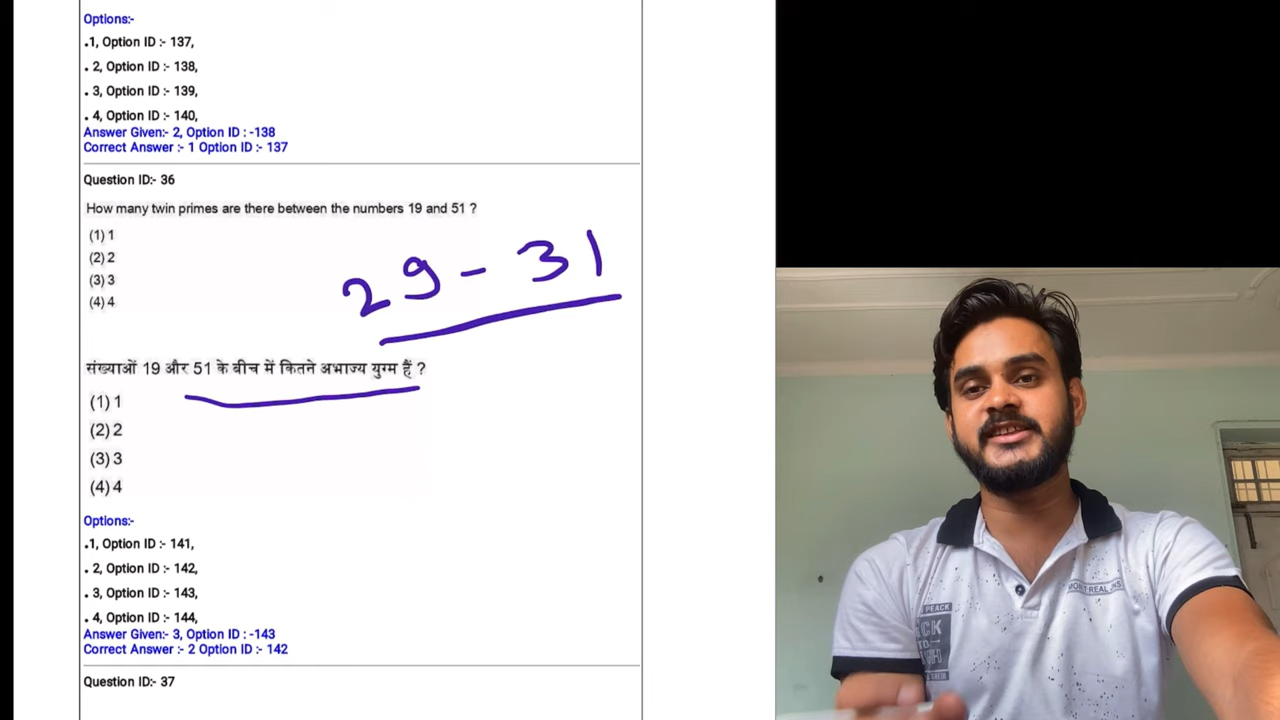 Options:-
.1, Option ID :- 137,
. 2, Option ID :- 138,
. 3, Option ID :- 139,
. 4, Option ID :- 140,
Answer Given:- 2, Option ID : -138
Correct Answer :- 1 Option ID :- 137
Question ID:- 36
How many twin primes are there between the numbers 19 and 51 ?
(1) 1
(2) 2
(3) 3
(4) 4
29 - 31
संख्याओं 19 और 51 के बीच में कितने अभाज्य युग्म हैं ?
(1) 1
(2) 2
(3) 3
(4) 4
Options:-
.1, Option ID :- 141,
. 2, Option ID :- 142,
. 3, Option ID :- 143,
. 4, Option ID :- 144,
Answer Given:- 3, Option ID : -143
Correct Answer :- 2 Option ID :- 142
Question ID:- 37
PEACK